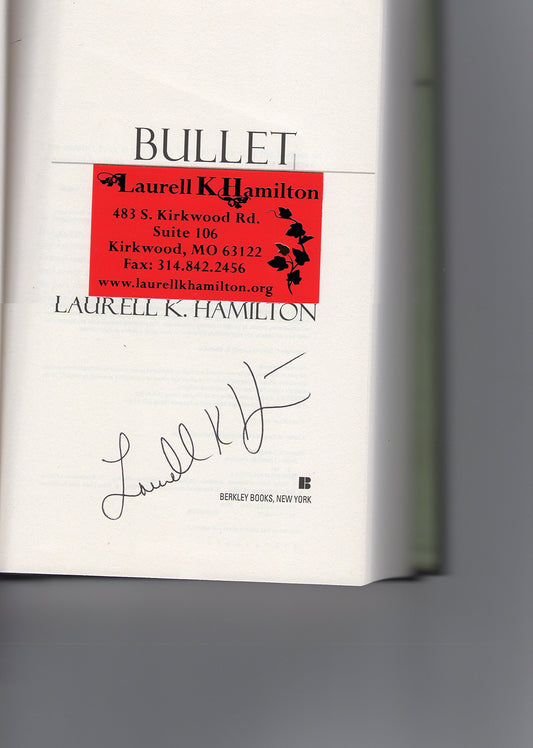 BULLET
Laurell K Hamilton
483 S. Kirkwood Rd.
Suite 106
Kirkwood, MO 63122
Fax: 314.842.2456
www.laurellkhamilton.org
LAURELL K. HAMILTON
Laurell K H
B
BERKLEY BOOKS, NEW YORK